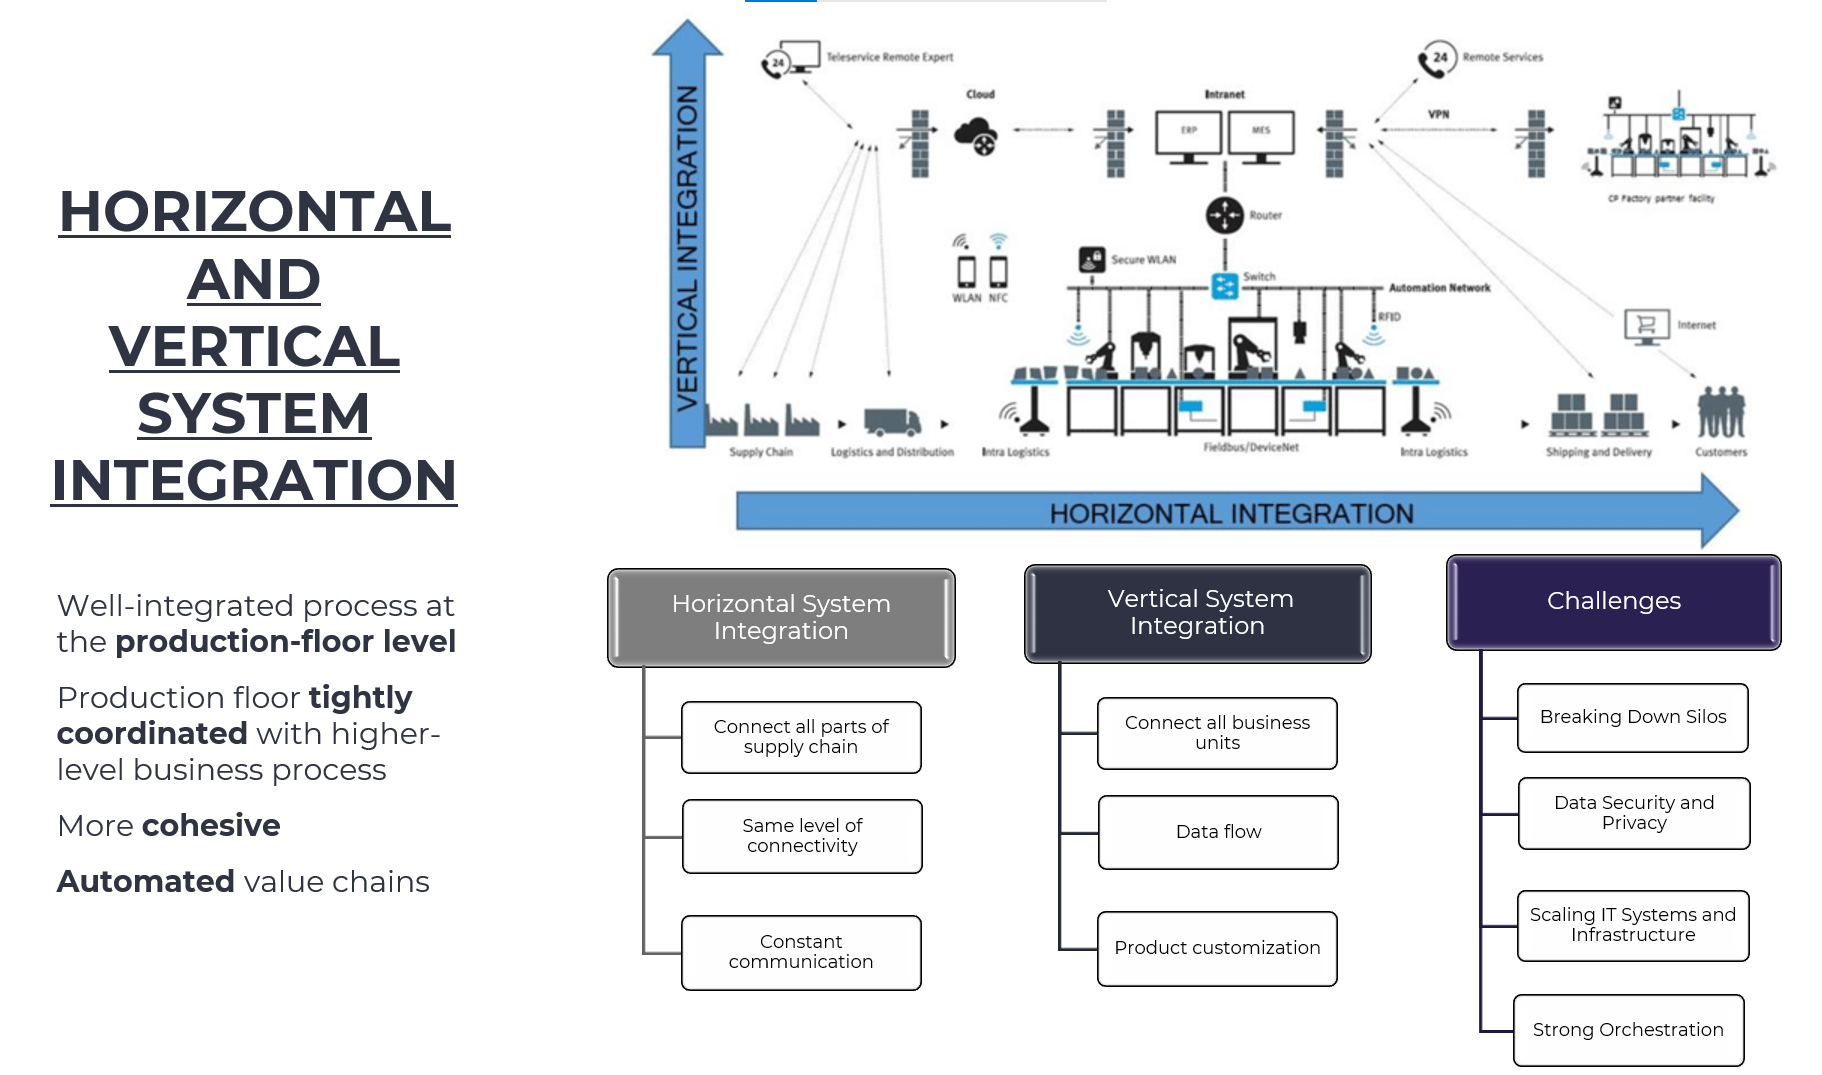 HORIZONTAL
AND
VERTICAL
SYSTEM
INTEGRATION
Well-integrated process at
the production-floor level
Production floor tightly
coordinated with higher-
level business process
More cohesive
Automated value chains
VERTICAL INTEGRATION
24
Teleservice Remote Expert
24
Remote Services
Cloud
Intranet
VPN
ERP
MES
CP Factory partner facility
Router
Secure WLAN
Switch
WLAN
NFC
Automation Network
RFID
Internet
Supply Chain
Logistics and Distribution
Intra Logistics
Fieldbus/DeviceNet
Intra Logistics
Shipping and Delivery
Customers
HORIZONTAL INTEGRATION
Horizontal System
Integration
Connect all parts of
supply chain
Same level of
connectivity
Constant
communication
Vertical System
Integration
Connect all business
units
Data flow
Product customization
Challenges
Breaking Down Silos
Data Security and
Privacy
Scaling IT Systems and
Infrastructure
Strong Orchestration